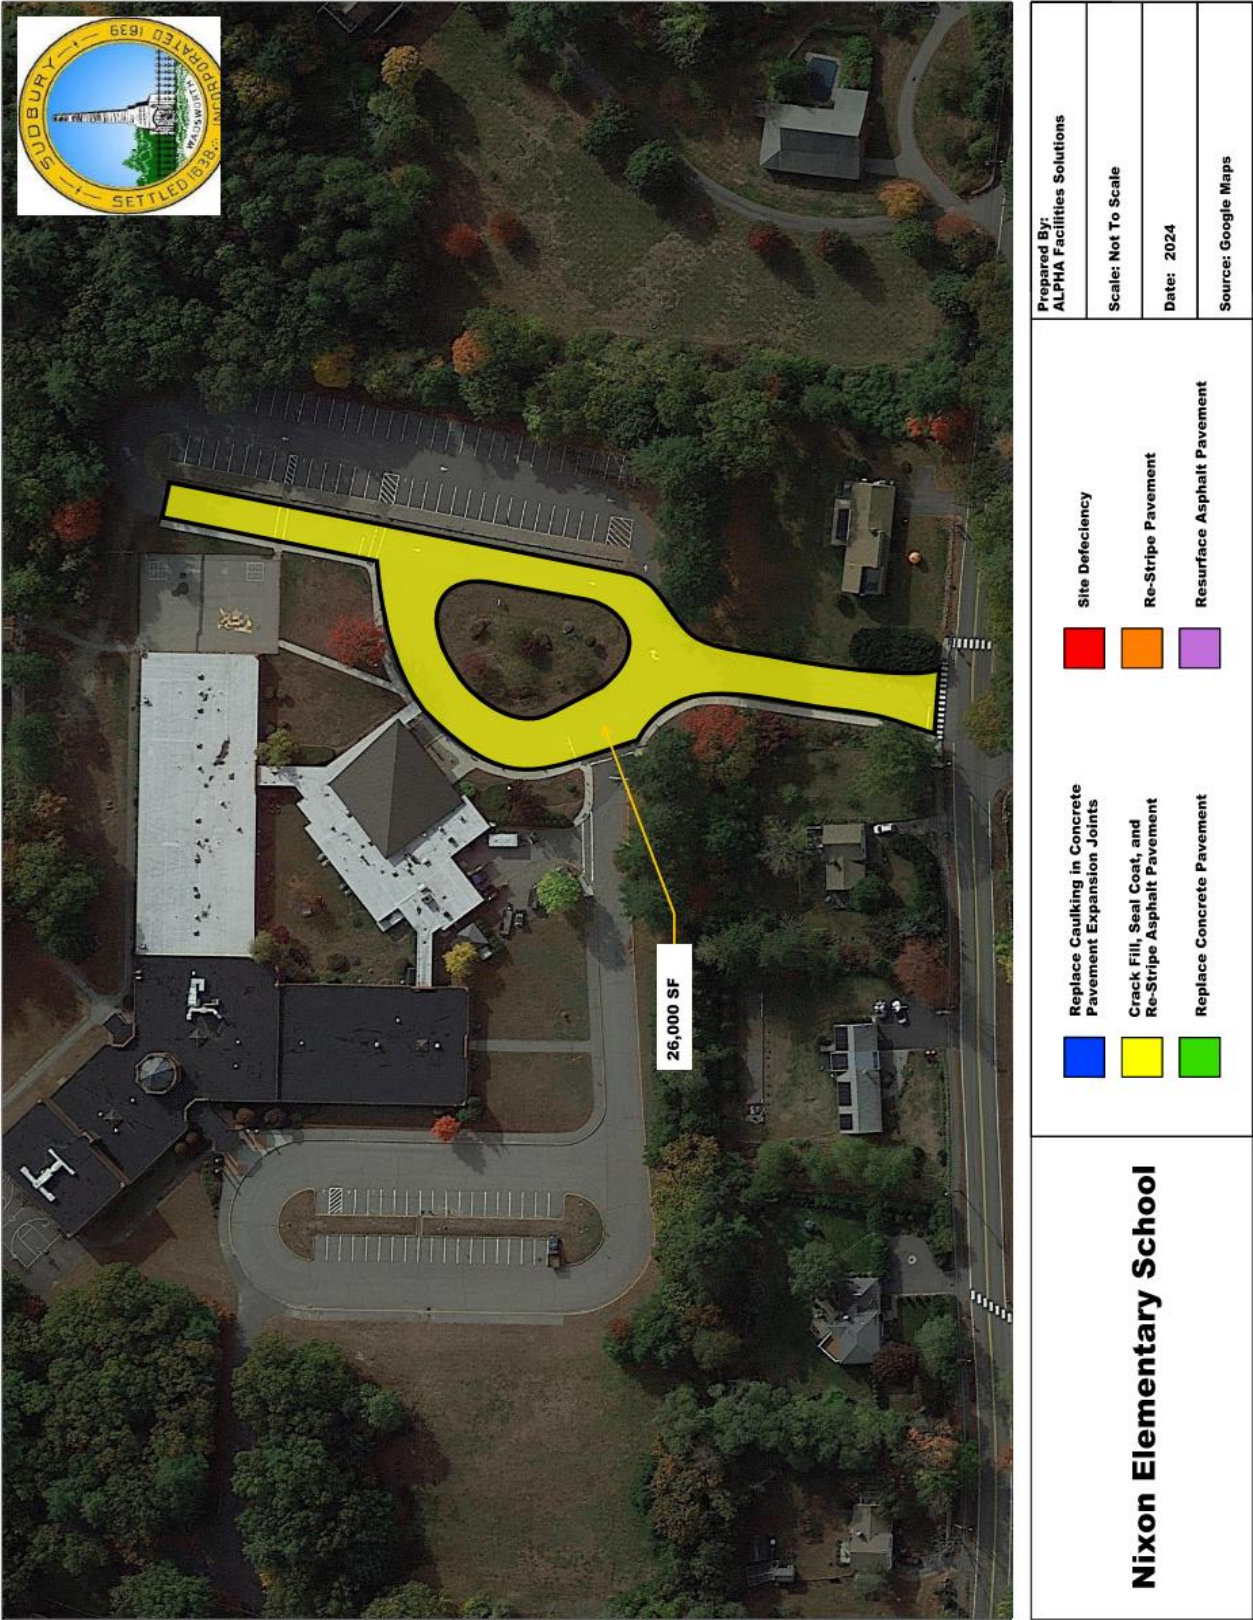 SUDBURY
INCORPORATED 1639
SETTLED 1638
WADSWORTH
26,000 SF
Nixon Elementary School
Replace Caulking in Concrete
Pavement Expansion Joints
Crack Fill, Seal Coat, and
Re-Stripe Asphalt Pavement
Replace Concrete Pavement
Site Defeciency
Re-Stripe Pavement
Resurface Asphalt Pavement
Prepared By:
ALPHA Facilities Solutions
Scale: Not To Scale
Date: 2024
Source: Google Maps